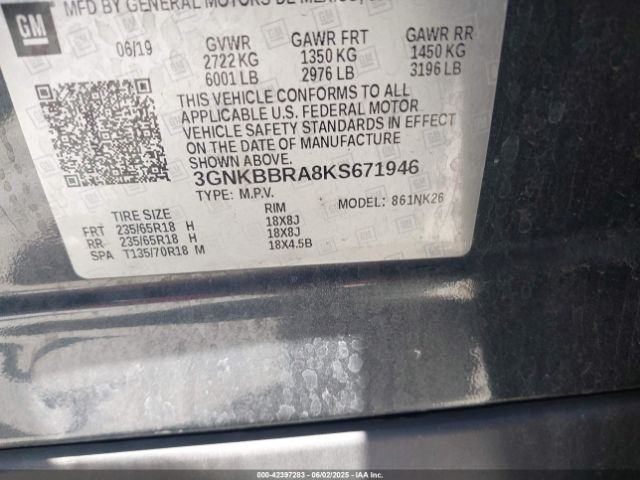 MFD BY GENERAL MOTORS DE MEXICO,
GM
06/19 GVWR GAWR FRT GAWR RR
2722 KG 1350 KG 1450 KG
6001 LB 2976 LB 3196 LB
THIS VEHICLE CONFORMS TO ALL
APPLICABLE U.S. FEDERAL MOTOR
VEHICLE SAFETY STANDARDS IN EFFECT
ON THE DATE OF MANUFACTURE
SHOWN ABOVE.
3GNKBBRA8KS671946
TYPE: M.P.V. MODEL: 861NK26
TIRE SIZE RIM
FRT 235/65R18 H 18X8J
RR 235/65R18 H 18X8J
SPA T135/70R18 M 18X4.5B
000-42397283 - 06/02/2025 - IAAI.COM